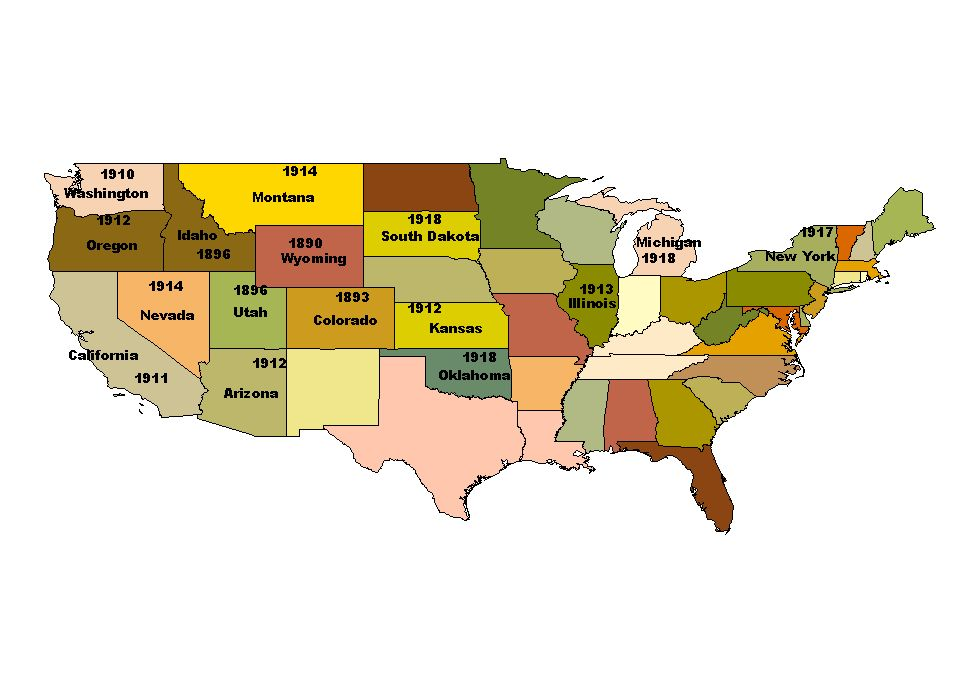 1910
Washington
1914
Montana
1912
Oregon
Idaho
1896
1890
Wyoming
1918
South Dakota
Michigan
1918
1917
New York
1914
Nevada
1896
Utah
1893
Colorado
1912
Kansas
1913
Illinois
California
1911
1912
Arizona
1918
Oklahoma